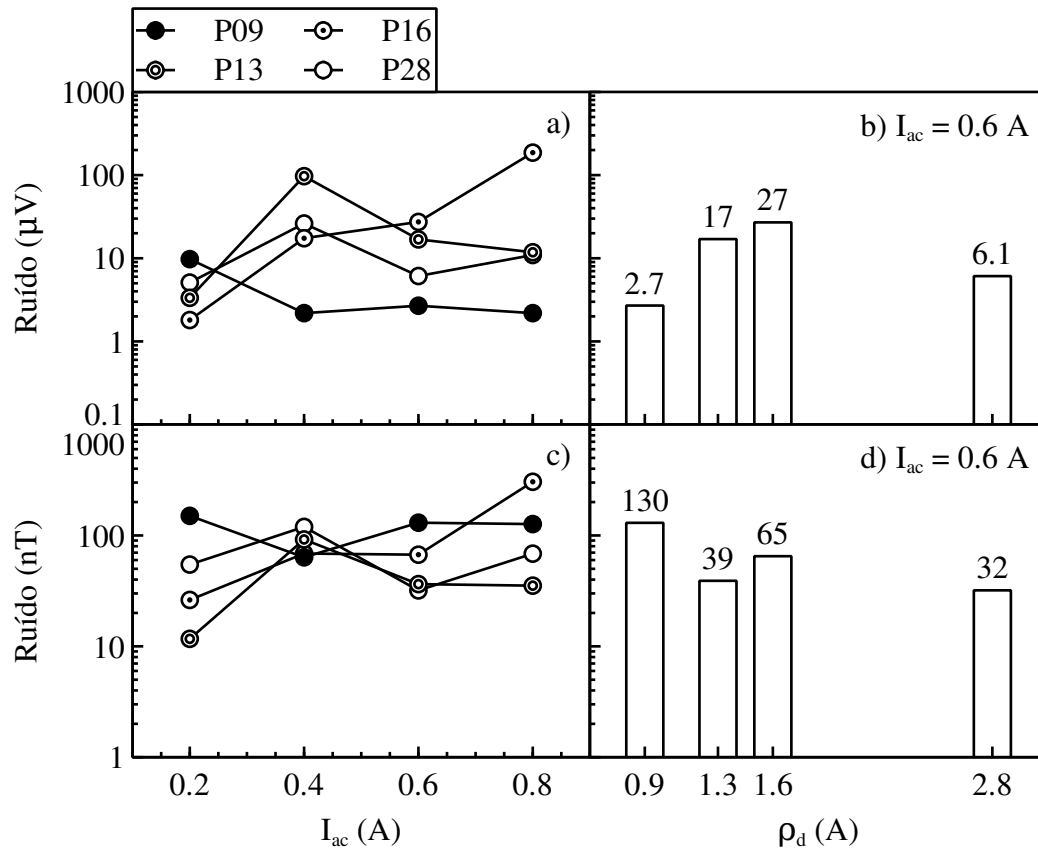 P09 P16
P13 P28
1000
100
10
1
0.1
Ruído (µV)
a)
b) I_ac = 0.6 A
2.7
17
27
6.1
1000
100
10
1
Ruído (nT)
c)
d) I_ac = 0.6 A
130
39
65
32
0.2 0.4 0.6 0.8
I_ac (A)
0.9 1.3 1.6 2.8
ρ_d (A)